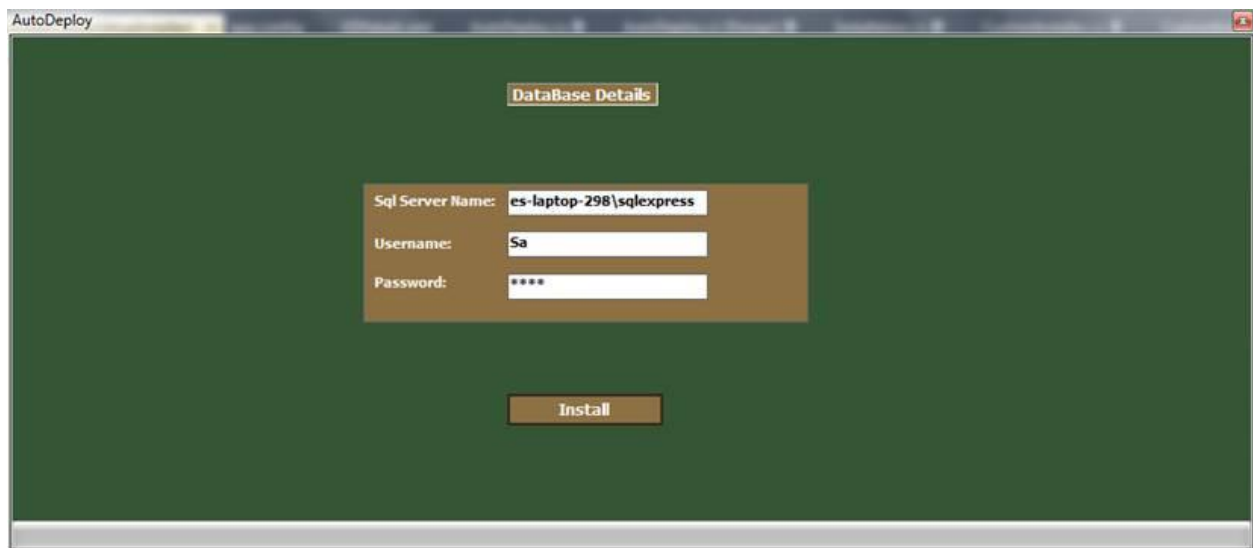 AutoDeploy
DataBase Details
Sql Server Name: es-laptop-298\sqlexpress
Username: Sa
Password: ****
Install